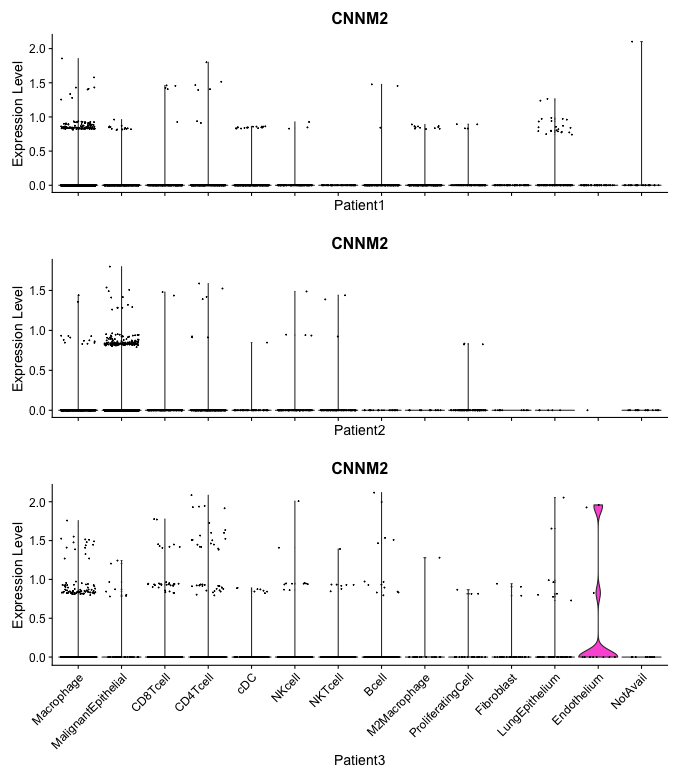 CNNM2
Expression Level
2.0
1.5
1.0
0.5
0.0
Patient1
CNNM2
Expression Level
1.5
1.0
0.5
0.0
Patient2
CNNM2
Expression Level
2.0
1.5
1.0
0.5
0.0
Macrophage
MalignantEpithelial
CD8Tcell
CD4Tcell
cDC
NKcell
NKTcell
Bcell
M2Macrophage
ProliferatingCell
Fibroblast
LungEpithelium
Endothelium
NotAvail
Patient3